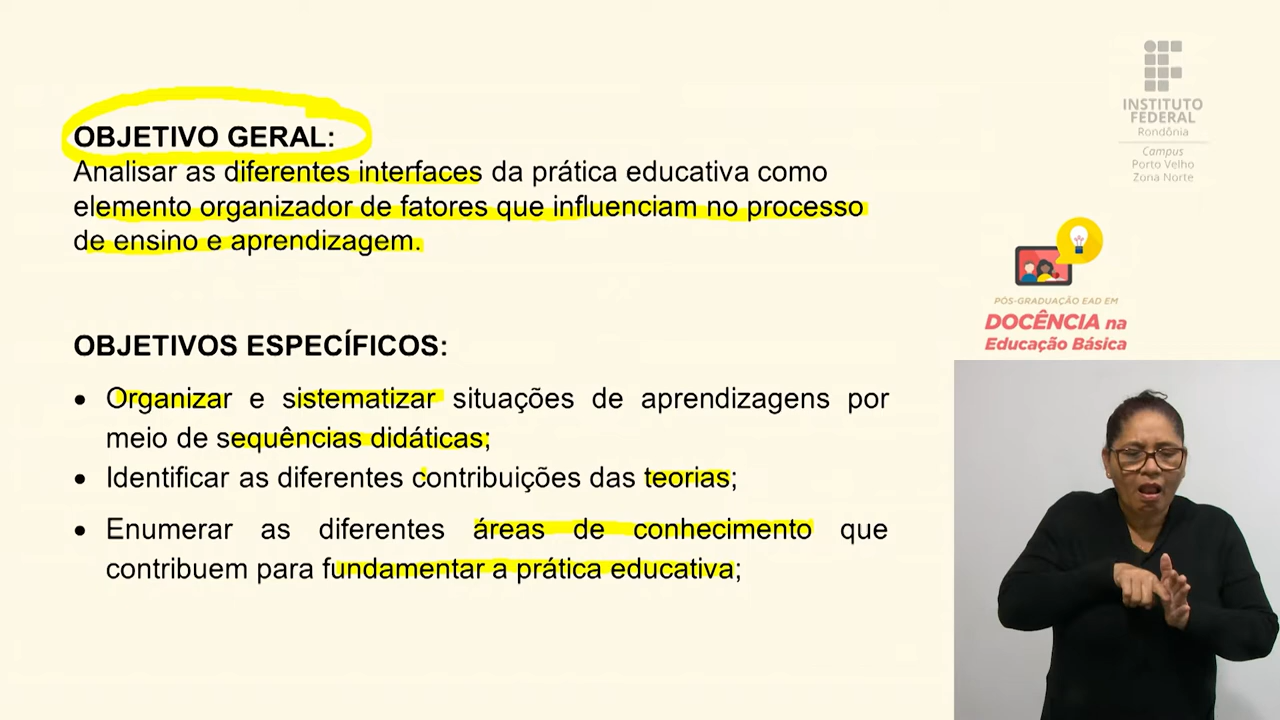 OBJETIVO GERAL:
Analisar as diferentes interfaces da prática educativa como
elemento organizador de fatores que influenciam no processo
de ensino e aprendizagem.
OBJETIVOS ESPECÍFICOS:
• Organizar e sistematizar situações de aprendizagens por
meio de sequências didáticas;
• Identificar as diferentes contribuições das teorias;
• Enumerar as diferentes áreas de conhecimento que
contribuem para fundamentar a prática educativa;
INSTITUTO
FEDERAL
Rondônia
Campus
Porto Velho
Zona Norte
PÓS-GRADUAÇÃO EAD EM
DOCÊNCIA na
Educação Básica